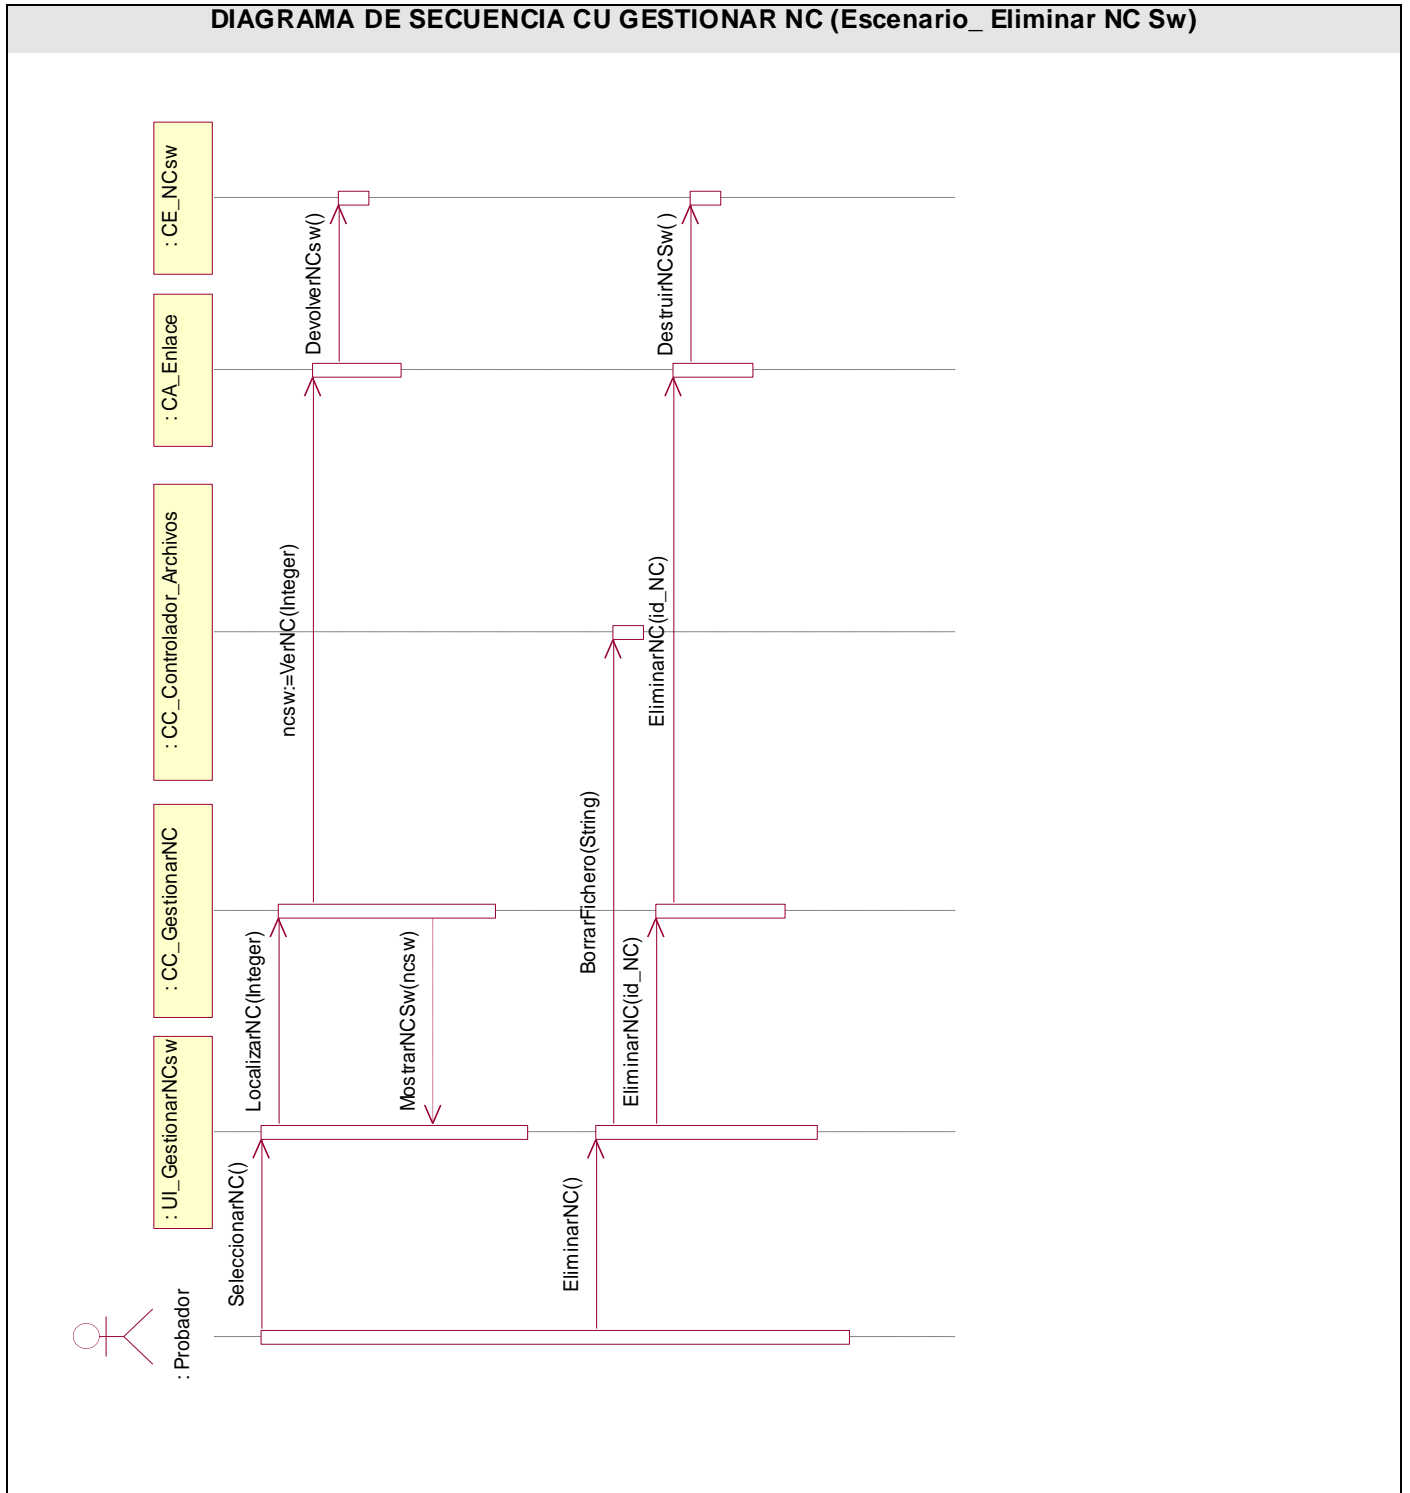 DIAGRAMA DE SECUENCIA CU GESTIONAR NC (Escenario_ Eliminar NC Sw)
: Probador
: UI_GestionarNCsw
: CC_GestionarNC
: CC_Controlador_Archivos
: CA_Enlace
: CE_NCsw
SeleccionarNC()
LocalizarNC(Integer)
ncsw:=VerNC(Integer)
DevolverNCsw()
MostrarNCSw(ncsw)
EliminarNC()
BorrarFichero(String)
EliminarNC(id_NC)
EliminarNC(id_NC)
DestruirNCSw( )